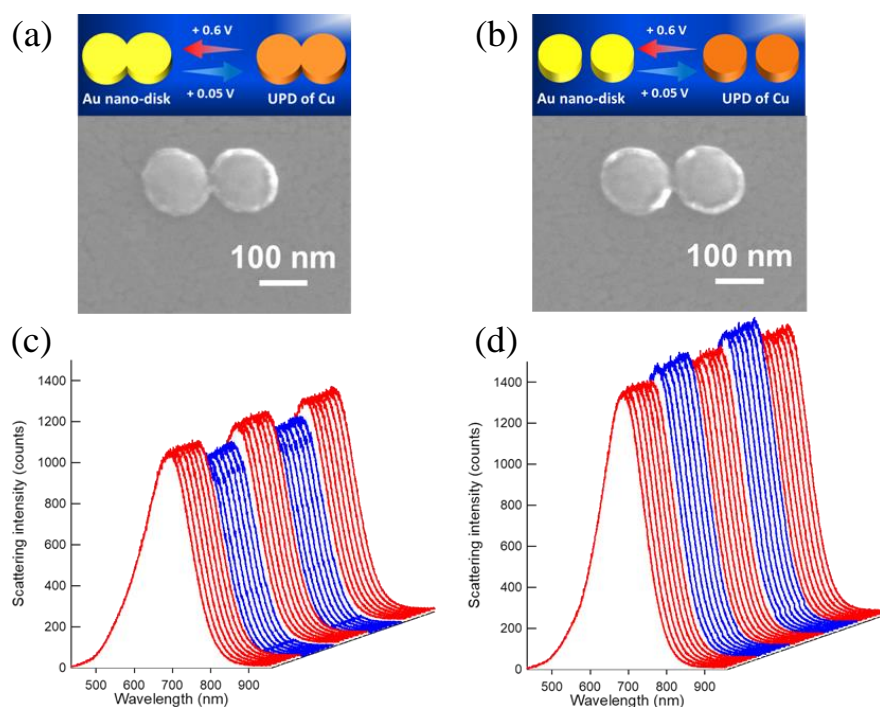 (a)
+ 0.6 V
+ 0.05 V
Au nano-disk
UPD of Cu
100 nm
(b)
+ 0.6 V
+ 0.05 V
Au nano-disk
UPD of Cu
100 nm
(c)
Scattering intensity (counts)
1400
1200
1000
800
600
400
200
0
500
600
700
800
900
Wavelength (nm)
(d)
Scattering intensity (counts)
1400
1200
1000
800
600
400
200
0
500
600
700
800
900
Wavelength (nm)